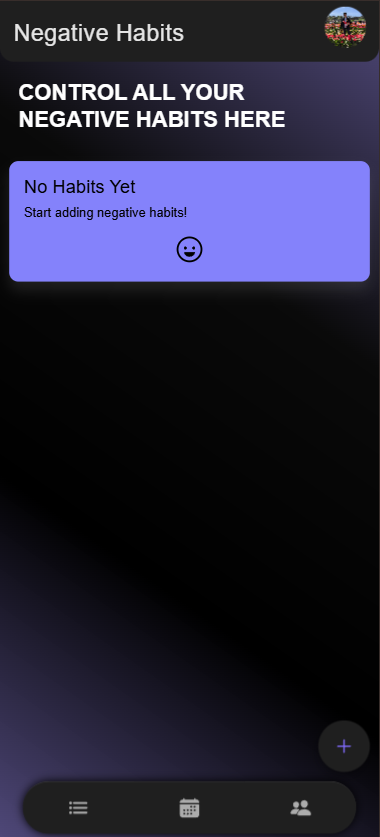 Negative Habits
CONTROL ALL YOUR
NEGATIVE HABITS HERE
No Habits Yet
Start adding negative habits!